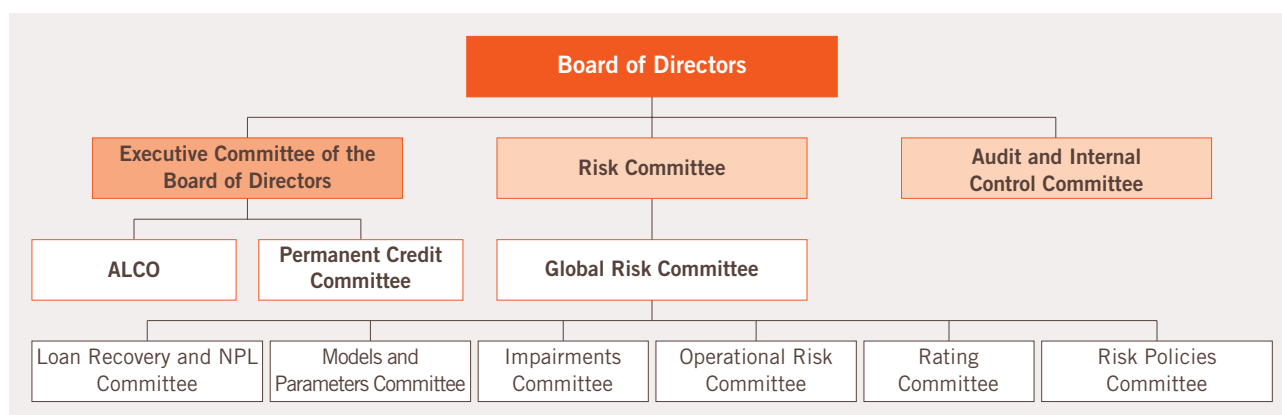 Board of Directors
Executive Committee of the
Board of Directors
Risk Committee
Audit and Internal
Control Committee
ALCO
Permanent Credit
Committee
Global Risk Committee
Loan Recovery and NPL
Committee
Models and
Parameters Committee
Impairments
Committee
Operational Risk
Committee
Rating
Committee
Risk Policies
Committee